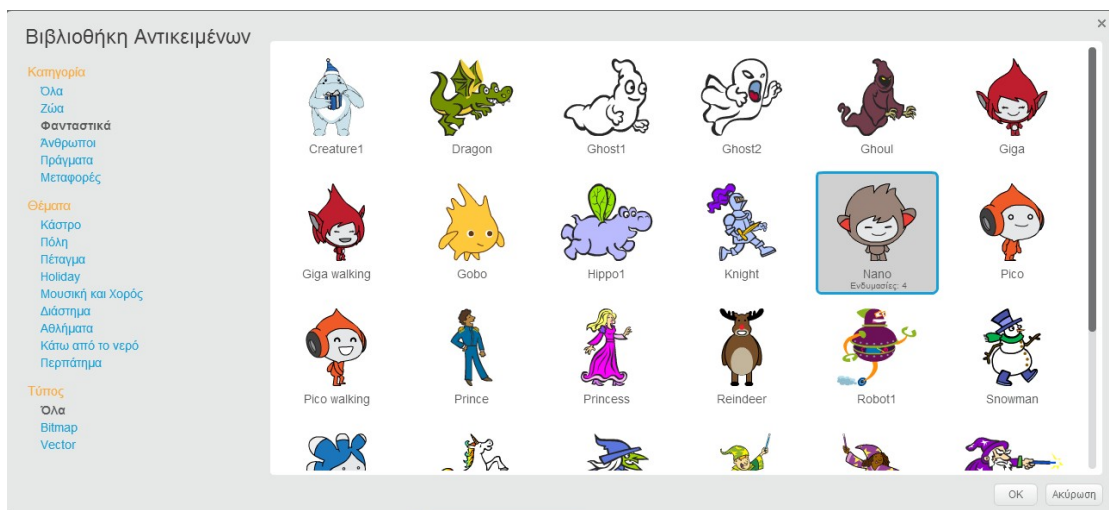 Βιβλιοθήκη Αντικειμένων
×
Κατηγορία
Όλα
Ζώα
Φανταστικά
Άνθρωποι
Πράγματα
Μεταφορές
Θέματα
Κάστρο
Πόλη
Πέταγμα
Holiday
Μουσική και Χορός
Διάστημα
Αθλήματα
Κάτω από το νερό
Περπάτημα
Τύπος
Όλα
Bitmap
Vector
Creature1 Dragon Ghost1 Ghost2 Ghoul Giga
Giga walking Gobo Hippo1 Knight Nano Pico
Ενδυμασίες: 4
Pico walking Prince Princess Reindeer Robot1 Snowman
OK Ακύρωση